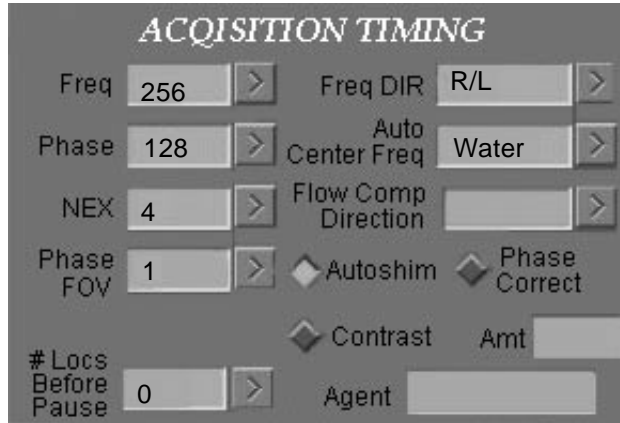 ACQISITION TIMING
Freq 256 > Freq DIR R/L >
Phase 128 > Auto Center Freq Water >
NEX 4 > Flow Comp Direction >
Phase FOV 1 > Autoshim Phase Correct
Contrast Amt
# Locs Before Pause 0 > Agent